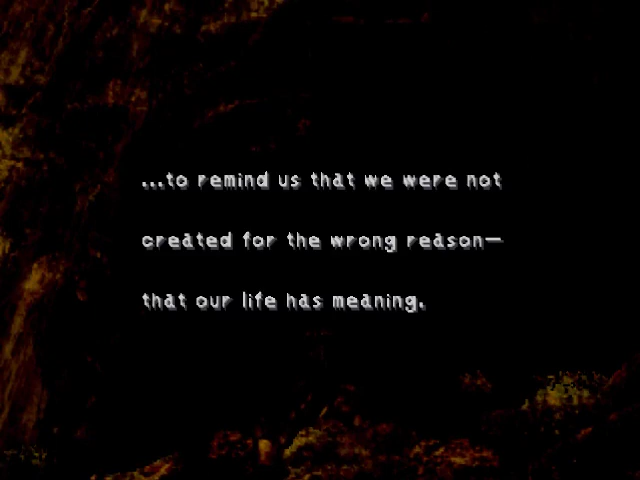 ...to remind us that we were not
created for the wrong reason—
that our life has meaning.